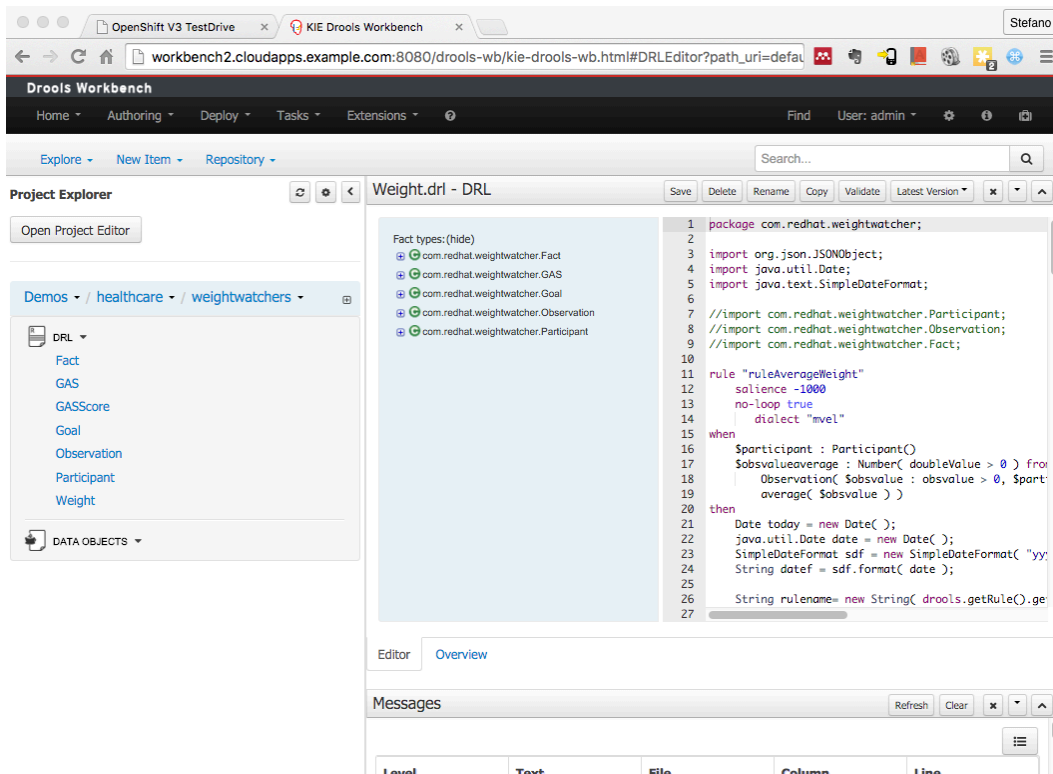 OpenShift V3 TestDrive
KIE Drools Workbench
Stefano
workbench2.cloudapps.example.com:8080/drools-wb/kie-drools-wb.html#DRLEditor?path_uri=defau
2
Drools Workbench
Home Authoring Deploy Tasks Extensions Find User: admin
Explore New Item Repository Search...
Project Explorer
Open Project Editor
Demos / healthcare / weightwatchers
DRL
Fact
GAS
GASScore
Goal
Observation
Participant
Weight
DATA OBJECTS
Weight.drl - DRL
Save Delete Rename Copy Validate Latest Version
Fact types:(hide)
com.redhat.weightwatcher.Fact
com.redhat.weightwatcher.GAS
com.redhat.weightwatcher.Goal
com.redhat.weightwatcher.Observation
com.redhat.weightwatcher.Participant
1 package com.redhat.weightwatcher;
2
3 import org.json.JSONObject;
4 import java.util.Date;
5 import java.text.SimpleDateFormat;
6
7 //import com.redhat.weightwatcher.Participant;
8 //import com.redhat.weightwatcher.Observation;
9 //import com.redhat.weightwatcher.Fact;
10
11 rule "ruleAverageWeight"
12 salience -1000
13 no-loop true
14 dialect "mvel"
15 when
16 $participant : Participant()
17 $obsvalueaverage : Number( doubleValue > 0 ) from
18 Observation( $obsvalue : obsvalue > 0, $part
19 average( $obsvalue ) )
20 then
21 Date today = new Date( );
22 java.util.Date date = new Date( );
23 SimpleDateFormat sdf = new SimpleDateFormat( "yyy
24 String datef = sdf.format( date );
25
26 String rulename= new String( drools.getRule().ge
27
Editor Overview
Messages
Refresh Clear
Level Text File Column Line